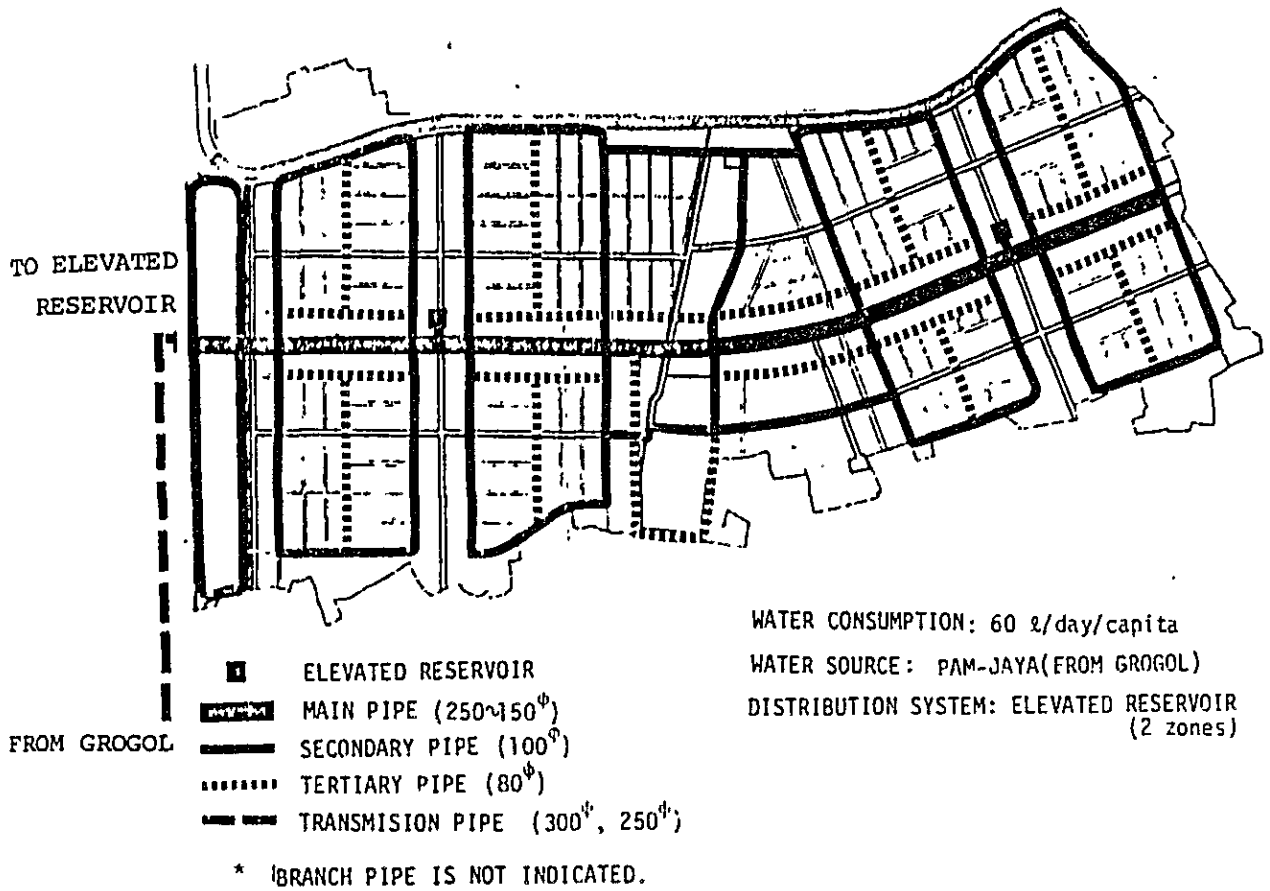 TO ELEVATED
RESERVOIR
FROM GROGOL
ELEVATED RESERVOIR
MAIN PIPE (250~150φ)
SECONDARY PIPE (100φ)
TERTIARY PIPE (80φ)
TRANSMISION PIPE (300φ, 250φ)
* BRANCH PIPE IS NOT INDICATED.
WATER CONSUMPTION: 60 ℓ/day/capita
WATER SOURCE: PAM-JAYA(FROM GROGOL)
DISTRIBUTION SYSTEM: ELEVATED RESERVOIR
(2 zones)